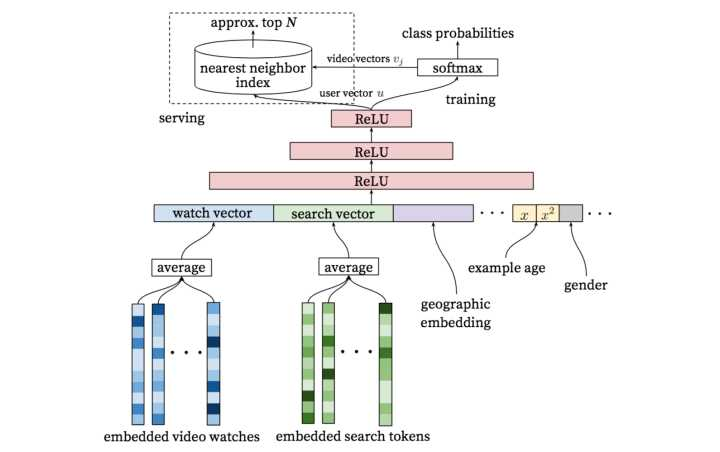 approx. top N
class probabilities
nearest neighbor
index
video vectors vⱼ
softmax
user vector u
serving
training
ReLU
ReLU
ReLU
watch vector
search vector
x
x²
average
average
example age
gender
geographic
embedding
embedded video watches
embedded search tokens